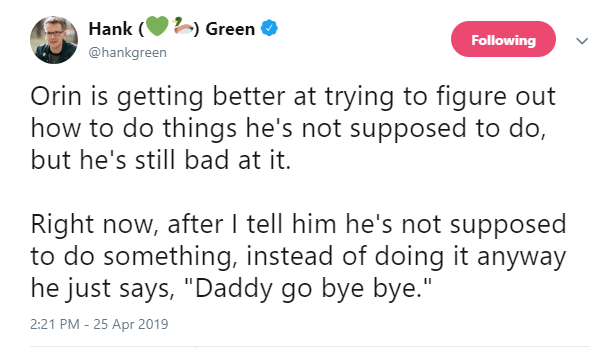 Hank (💚🦆) Green
@hankgreen
Following
Orin is getting better at trying to figure out
how to do things he's not supposed to do,
but he's still bad at it.
Right now, after I tell him he's not supposed
to do something, instead of doing it anyway
he just says, "Daddy go bye bye."
2:21 PM - 25 Apr 2019